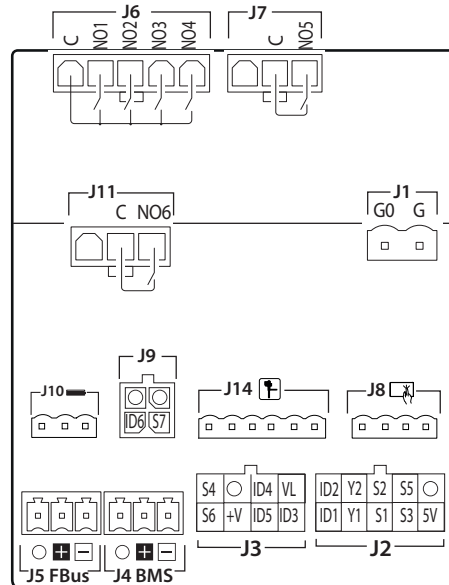 J6
C NO1 NO2 NO3 NO4
J7
C NO5
J11
C NO6
J1
G0 G
J9
ID6 S7
J10
J14
J8
S4 ID4 VL
S6 +V ID5 ID3
J3
ID2 Y2 S2 S5
ID1 Y1 S1 S3 5V
J2
+ − + −
J5 FBus J4 BMS